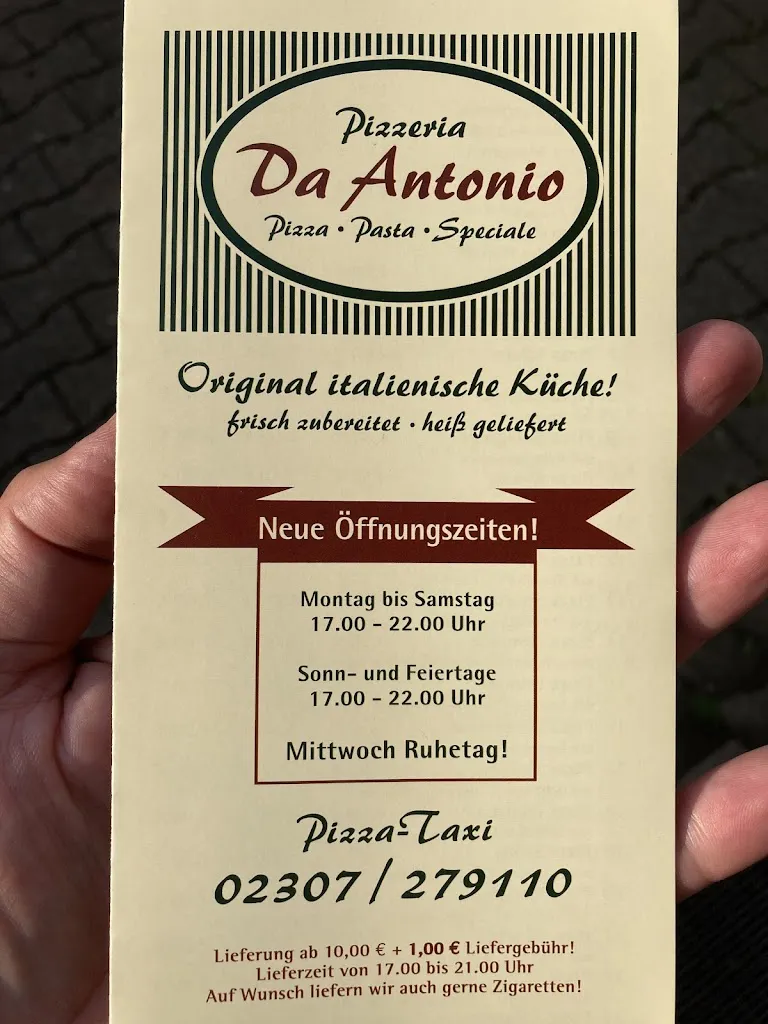 Pizzeria
Da Antonio
Pizza • Pasta • Speciale
Original italienische Küche!
frisch zubereitet · heiß geliefert
Neue Öffnungszeiten!
Montag bis Samstag
17.00 - 22.00 Uhr
Sonn- und Feiertage
17.00 - 22.00 Uhr
Mittwoch Ruhetag!
Pizza-Taxi
02307 / 279110
Lieferung ab 10,00 € + 1,00 € Liefergebühr!
Lieferzeit von 17.00 bis 21.00 Uhr
Auf Wunsch liefern wir auch gerne Zigaretten!